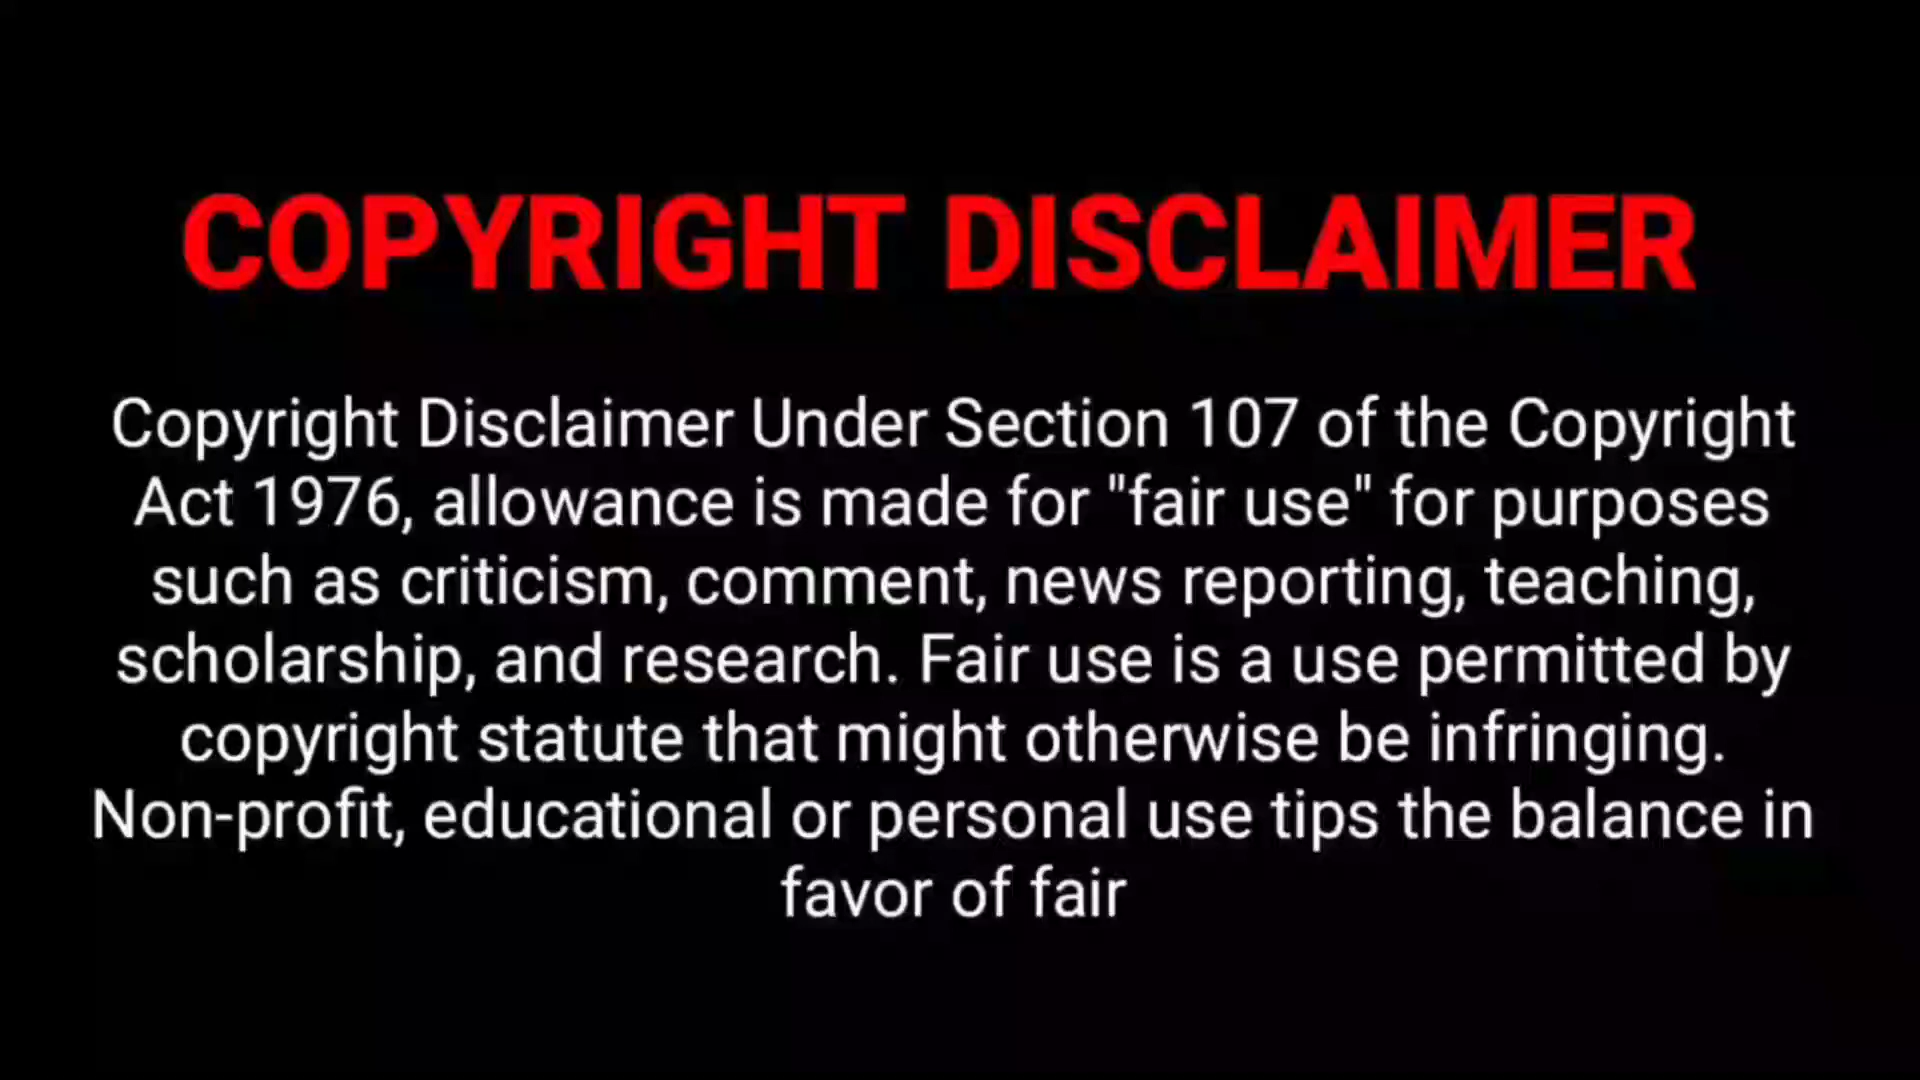 COPYRIGHT DISCLAIMER
Copyright Disclaimer Under Section 107 of the Copyright
Act 1976, allowance is made for "fair use" for purposes
such as criticism, comment, news reporting, teaching,
scholarship, and research. Fair use is a use permitted by
copyright statute that might otherwise be infringing.
Non-profit, educational or personal use tips the balance in
favor of fair